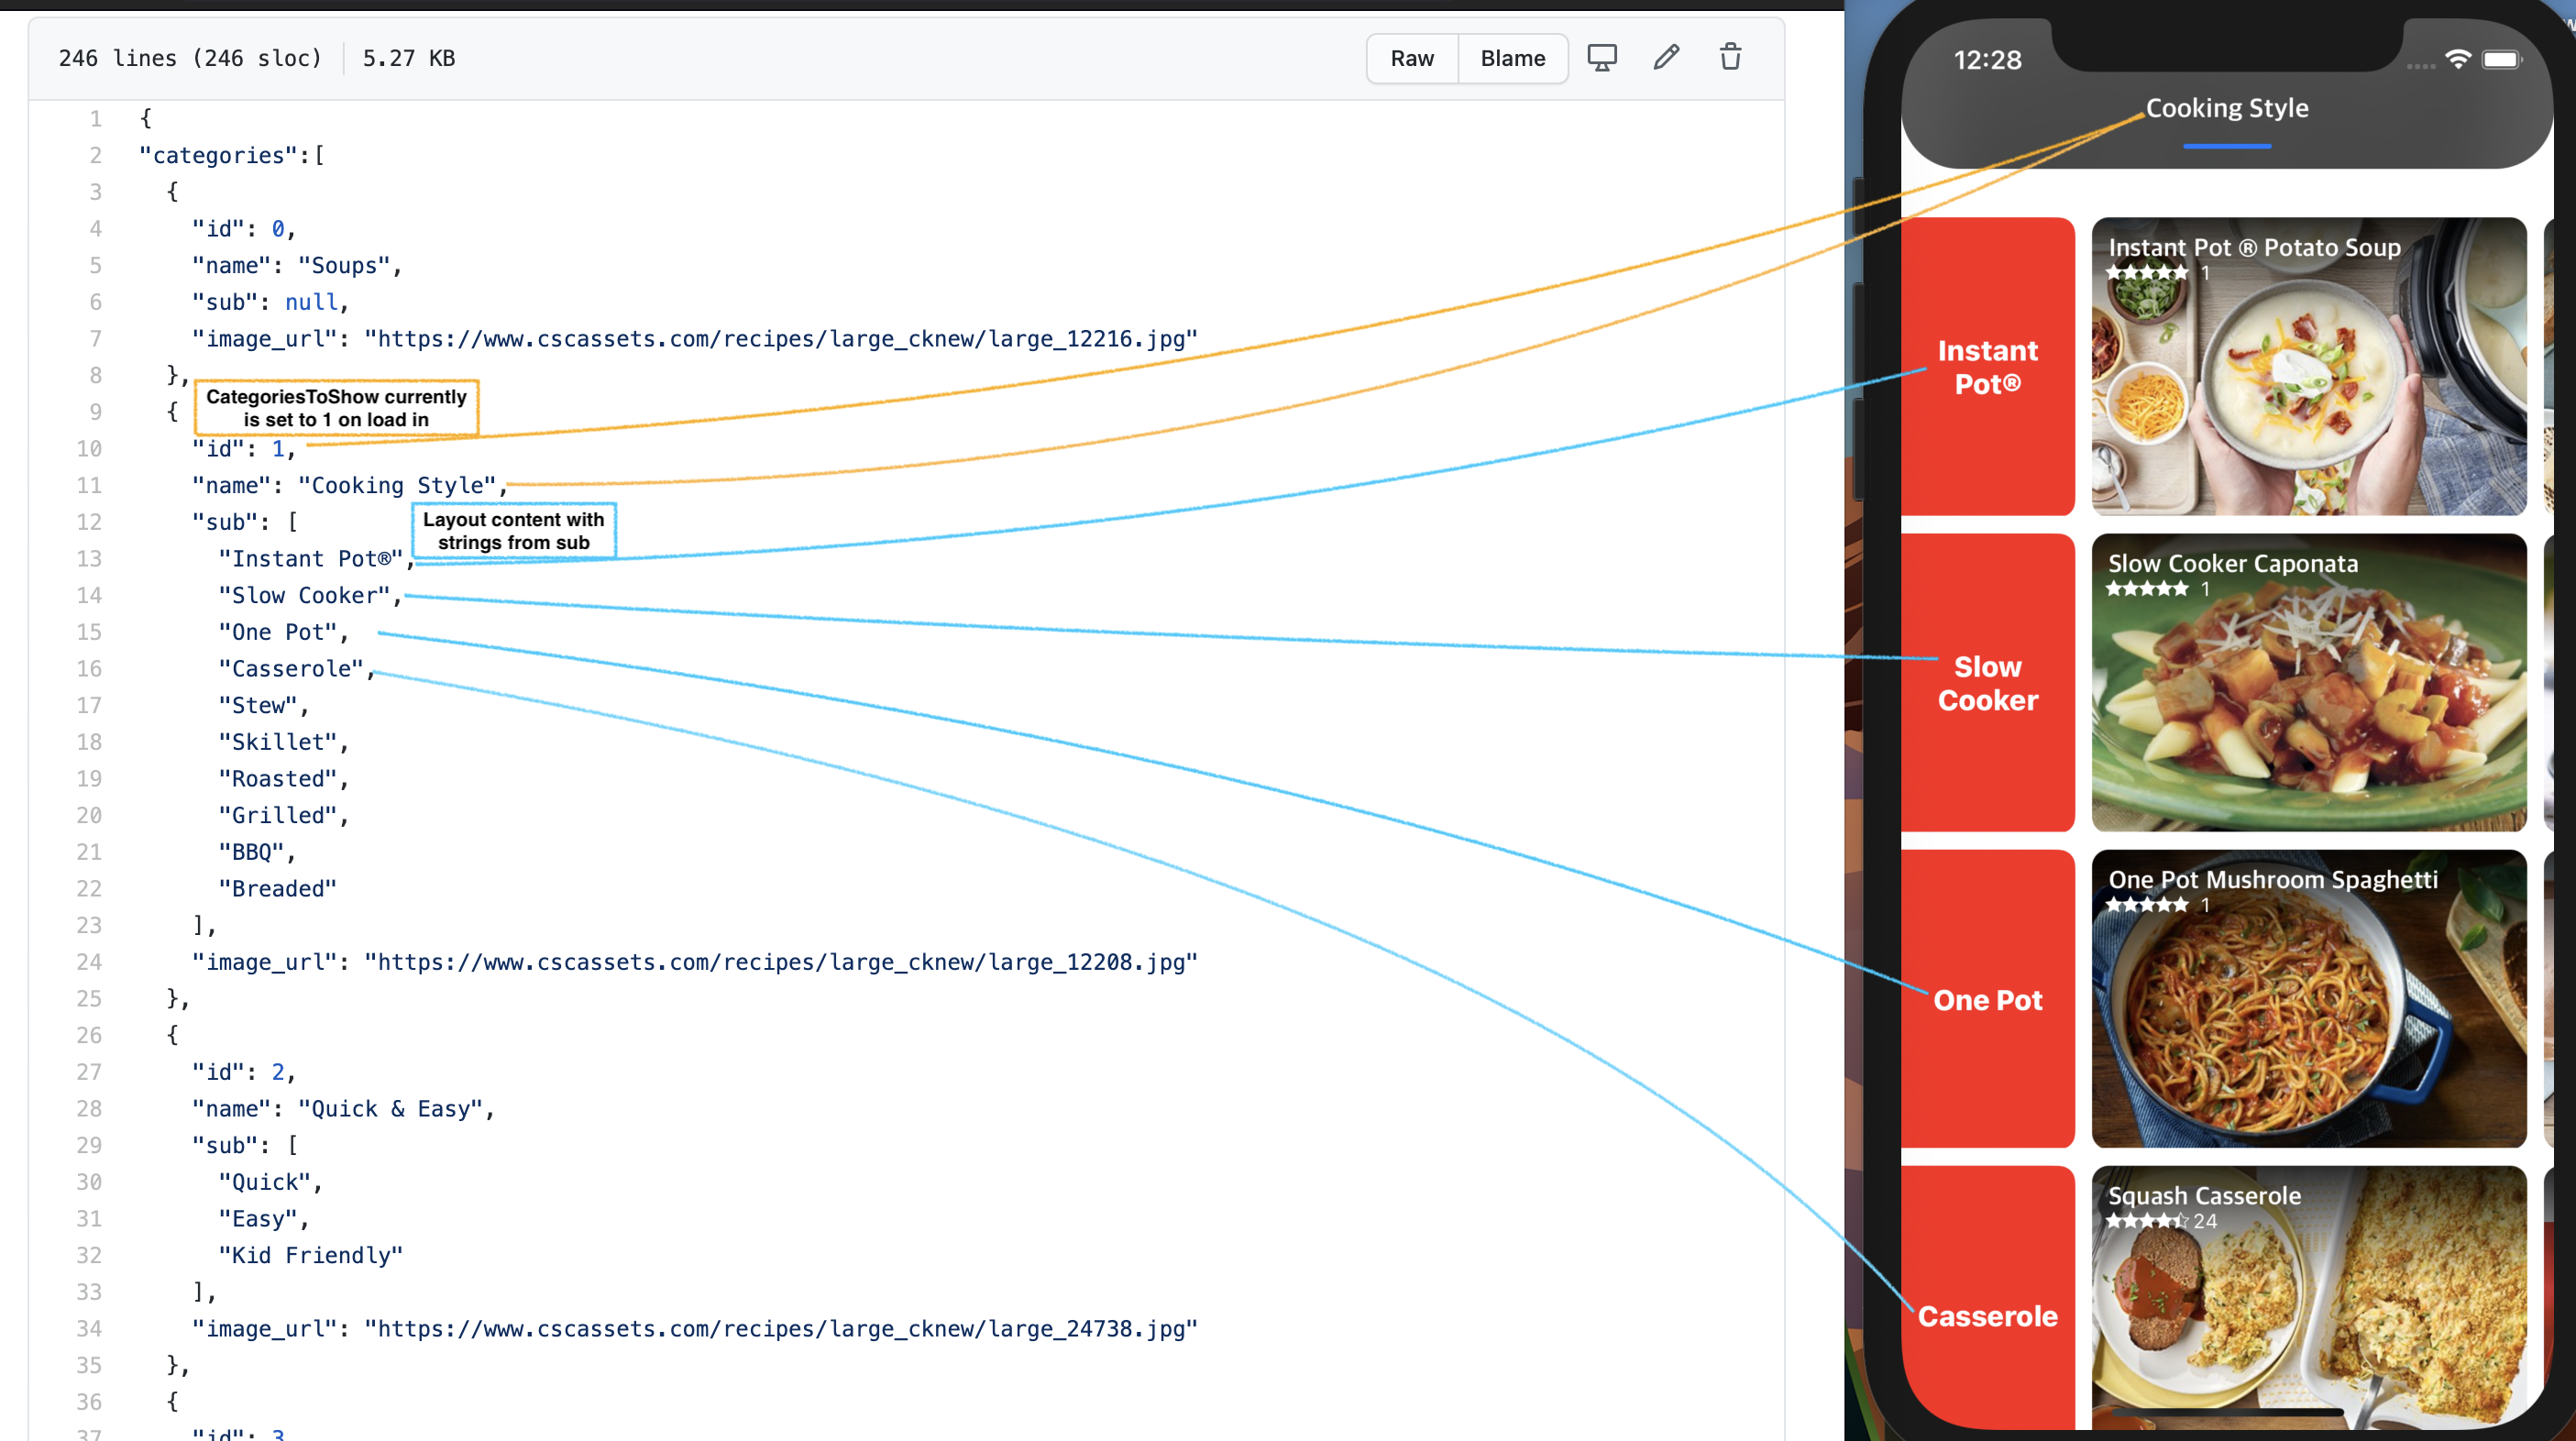 246 lines (246 sloc) 5.27 KB
Raw Blame
1 {
2 "categories":[
3 {
4 "id": 0,
5 "name": "Soups",
6 "sub": null,
7 "image_url": "https://www.cscassets.com/recipes/large_cknew/large_12216.jpg"
8 },
CategoriesToShow currently
is set to 1 on load in
9 {
10 "id": 1,
11 "name": "Cooking Style",
12 "sub": [
Layout content with
strings from sub
13 "Instant Pot®",
14 "Slow Cooker",
15 "One Pot",
16 "Casserole",
17 "Stew",
18 "Skillet",
19 "Roasted",
20 "Grilled",
21 "BBQ",
22 "Breaded"
23 ],
24 "image_url": "https://www.cscassets.com/recipes/large_cknew/large_12208.jpg"
25 },
26 {
27 "id": 2,
28 "name": "Quick & Easy",
29 "sub": [
30 "Quick",
31 "Easy",
32 "Kid Friendly"
33 ],
34 "image_url": "https://www.cscassets.com/recipes/large_cknew/large_24738.jpg"
35 },
36 {
37 "id": 3
12:28
Cooking Style
Instant
Pot®
Instant Pot ® Potato Soup
★★★★★ 1
Slow
Cooker
Slow Cooker Caponata
★★★★★ 1
One Pot
One Pot Mushroom Spaghetti
★★★★★ 1
Casserole
Squash Casserole
24